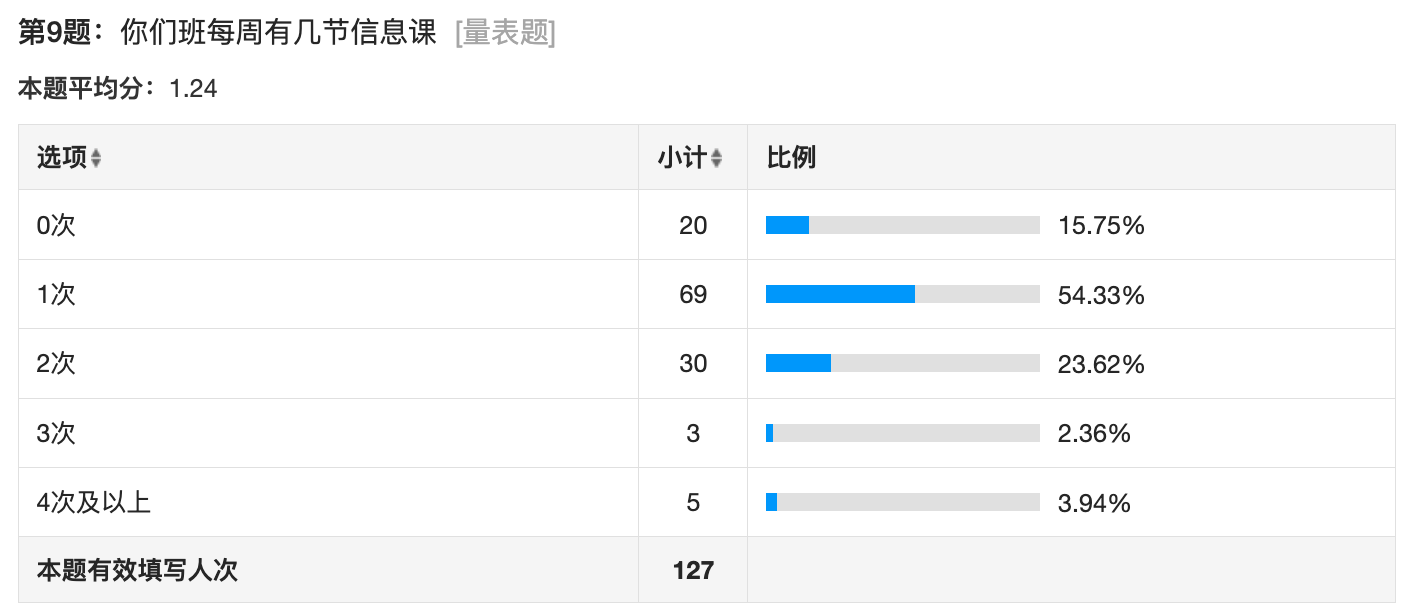 第9题：你们班每周有几节信息课 [量表题]
本题平均分：1.24
选项 小计 比例
0次 20 15.75%
1次 69 54.33%
2次 30 23.62%
3次 3 2.36%
4次及以上 5 3.94%
本题有效填写人次 127